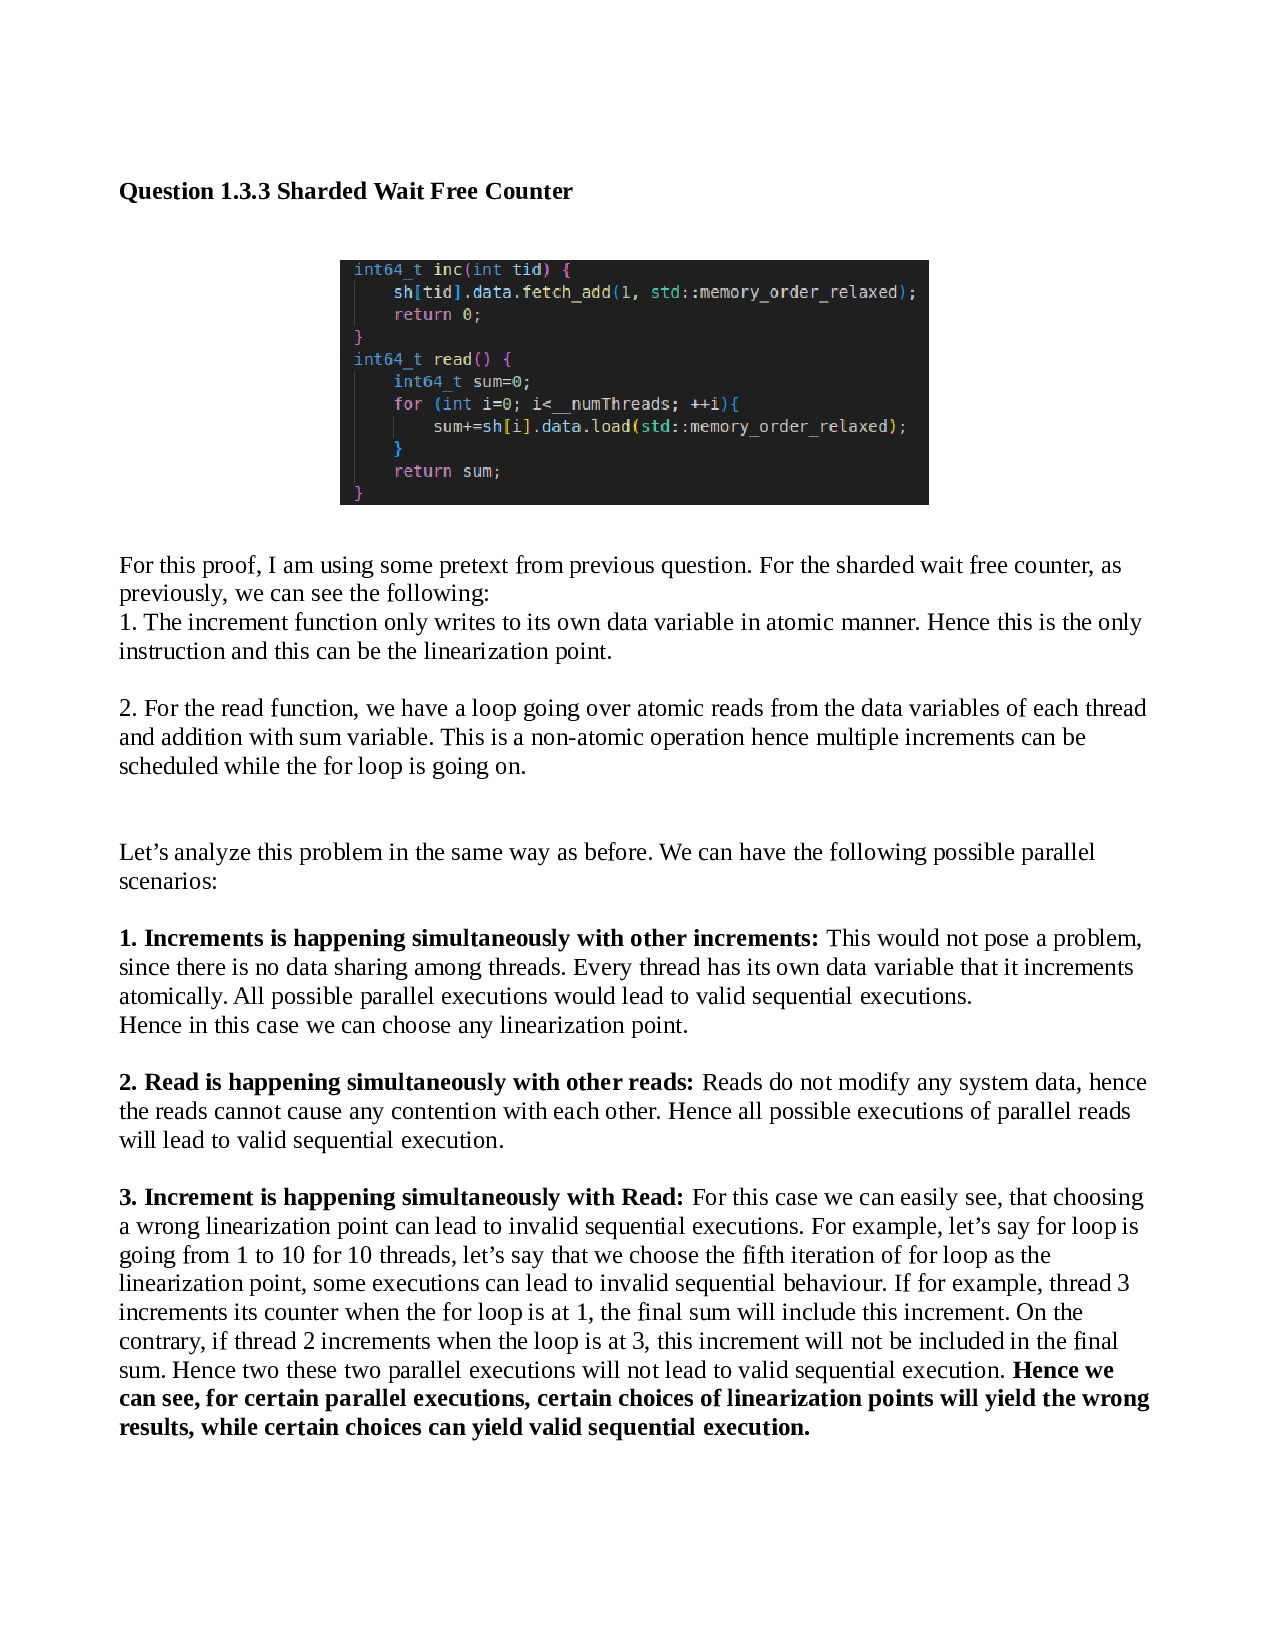 Question 1.3.3 Sharded Wait Free Counter
int64_t inc(int tid) {
sh[tid].data.fetch_add(1, std::memory_order_relaxed);
return 0;
}
int64_t read() {
int64_t sum=0;
for (int i=0; i<__numThreads; ++i){
sum+=sh[i].data.load(std::memory_order_relaxed);
}
return sum;
}
For this proof, I am using some pretext from previous question. For the sharded wait free counter, as
previously, we can see the following:
1. The increment function only writes to its own data variable in atomic manner. Hence this is the only
instruction and this can be the linearization point.
2. For the read function, we have a loop going over atomic reads from the data variables of each thread
and addition with sum variable. This is a non-atomic operation hence multiple increments can be
scheduled while the for loop is going on.
Let’s analyze this problem in the same way as before. We can have the following possible parallel
scenarios:
1. Increments is happening simultaneously with other increments: This would not pose a problem,
since there is no data sharing among threads. Every thread has its own data variable that it increments
atomically. All possible parallel executions would lead to valid sequential executions.
Hence in this case we can choose any linearization point.
2. Read is happening simultaneously with other reads: Reads do not modify any system data, hence
the reads cannot cause any contention with each other. Hence all possible executions of parallel reads
will lead to valid sequential execution.
3. Increment is happening simultaneously with Read: For this case we can easily see, that choosing
a wrong linearization point can lead to invalid sequential executions. For example, let’s say for loop is
going from 1 to 10 for 10 threads, let’s say that we choose the fifth iteration of for loop as the
linearization point, some executions can lead to invalid sequential behaviour. If for example, thread 3
increments its counter when the for loop is at 1, the final sum will include this increment. On the
contrary, if thread 2 increments when the loop is at 3, this increment will not be included in the final
sum. Hence two these two parallel executions will not lead to valid sequential execution. Hence we
can see, for certain parallel executions, certain choices of linearization points will yield the wrong
results, while certain choices can yield valid sequential execution.